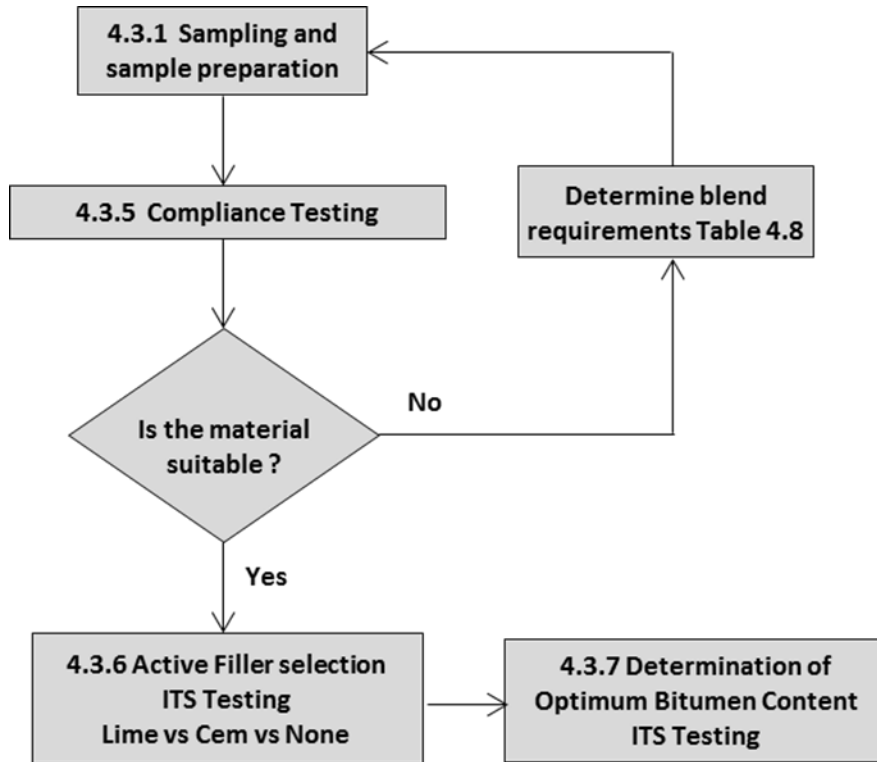 4.3.1 Sampling and
sample preparation
4.3.5 Compliance Testing
Determine blend
requirements Table 4.8
Is the material
suitable ?
No
Yes
4.3.6 Active Filler selection
ITS Testing
Lime vs Cem vs None
4.3.7 Determination of
Optimum Bitumen Content
ITS Testing